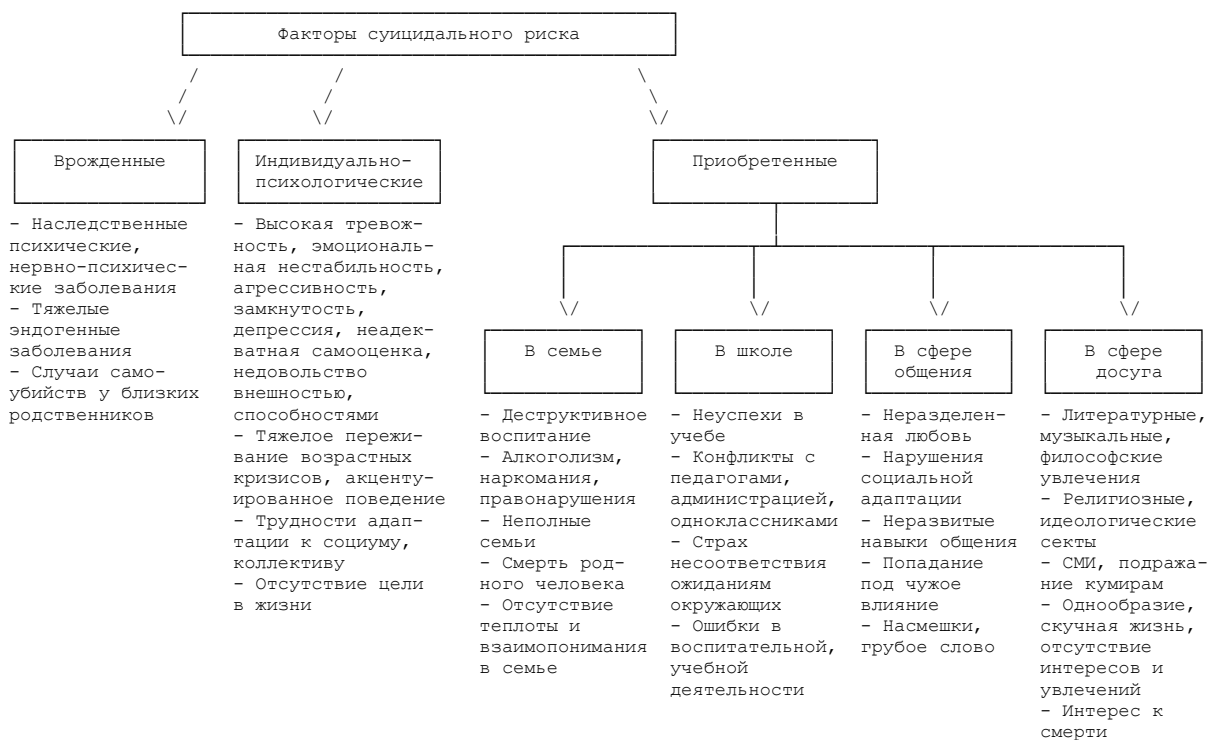 Факторы суицидального риска
Врожденные
- Наследственные
психические,
нервно-психичес-
кие заболевания
- Тяжелые
эндогенные
заболевания
- Случаи само-
убийств у близких
родственников
Индивидуально-
психологические
- Высокая тревож-
ность, эмоциональ-
ная нестабильность,
агрессивность,
замкнутость,
депрессия, неадек-
ватная самооценка,
недовольство
внешностью,
способностями
- Тяжелое пережи-
вание возрастных
кризисов, акценту-
ированное поведение
- Трудности адап-
тации к социуму,
коллективу
- Отсутствие цели
в жизни
Приобретенные
В семье
- Деструктивное
воспитание
- Алкоголизм,
наркомания,
правонарушения
- Неполные
семьи
- Смерть род-
ного человека
- Отсутствие
теплоты и
взаимопонимания
в семье
В школе
- Неуспехи в
учебе
- Конфликты с
педагогами,
администрацией,
одноклассниками
- Страх
несоответствия
ожиданиям
окружающих
- Ошибки в
воспитательной,
учебной
деятельности
В сфере
общения
- Неразделен-
ная любовь
- Нарушения
социальной
адаптации
- Неразвитые
навыки общения
- Попадание
под чужое
влияние
- Насмешки,
грубое слово
В сфере
досуга
- Литературные,
музыкальные,
философские
увлечения
- Религиозные,
идеологические
секты
- СМИ, подража-
ние кумирам
- Однообразие,
скучная жизнь,
отсутствие
интересов и
увлечений
- Интерес к
смерти